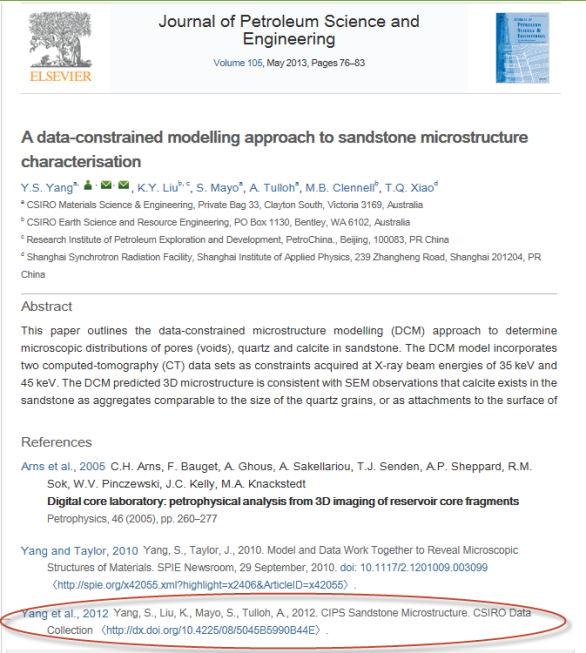 Journal of Petroleum Science and
Engineering
Volume 105, May 2013, Pages 76–83
ELSEVIER
A data-constrained modelling approach to sandstone microstructure
characterisation
Y.S. Yangᵃ, K.Y. Liuᵇ, ᶜ, S. Mayoᵃ, A. Tullohᵃ, M.B. Clennellᵇ, T.Q. Xiaoᵈ
ᵃ CSIRO Materials Science & Engineering, Private Bag 33, Clayton South, Victoria 3169, Australia
ᵇ CSIRO Earth Science and Resource Engineering, PO Box 1130, Bentley, WA 6102, Australia
ᶜ Research Institute of Petroleum Exploration and Development, PetroChina., Beijing, 100083, PR China
ᵈ Shanghai Synchrotron Radiation Facility, Shanghai Institute of Applied Physics, 239 Zhangheng Road, Shanghai 201204, PR
China
Abstract
This paper outlines the data-constrained microstructure modelling (DCM) approach to determine
microscopic distributions of pores (voids), quartz and calcite in sandstone. The DCM model incorporates
two computed-tomography (CT) data sets as constraints acquired at X-ray beam energies of 35 keV and
45 keV. The DCM predicted 3D microstructure is consistent with SEM observations that calcite exists in the
sandstone as aggregates comparable to the size of the quartz grains, or as attachments to the surface of
References
Arns et al., 2005 C.H. Arns, F. Bauget, A. Ghous, A. Sakellariou, T.J. Senden, A.P. Sheppard, R.M.
Sok, W.V. Pinczewski, J.C. Kelly, M.A. Knackstedt
Digital core laboratory: petrophysical analysis from 3D imaging of reservoir core fragments
Petrophysics, 46 (2005), pp. 260–277
Yang and Taylor, 2010 Yang, S., Taylor, J., 2010. Model and Data Work Together to Reveal Microscopic
Structures of Materials. SPIE Newsroom, 29 September, 2010. doi: 10.1117/2.1201009.003099
〈http://spie.org/x42055.xml?highlight=x2406&ArticleID=x42055〉.
Yang et al., 2012 Yang, S., Liu, K., Mayo, S., Tulloh, A., 2012. CIPS Sandstone Microstructure. CSIRO Data
Collection 〈http://dx.doi.org/10.4225/08/5045B5990B44E〉.